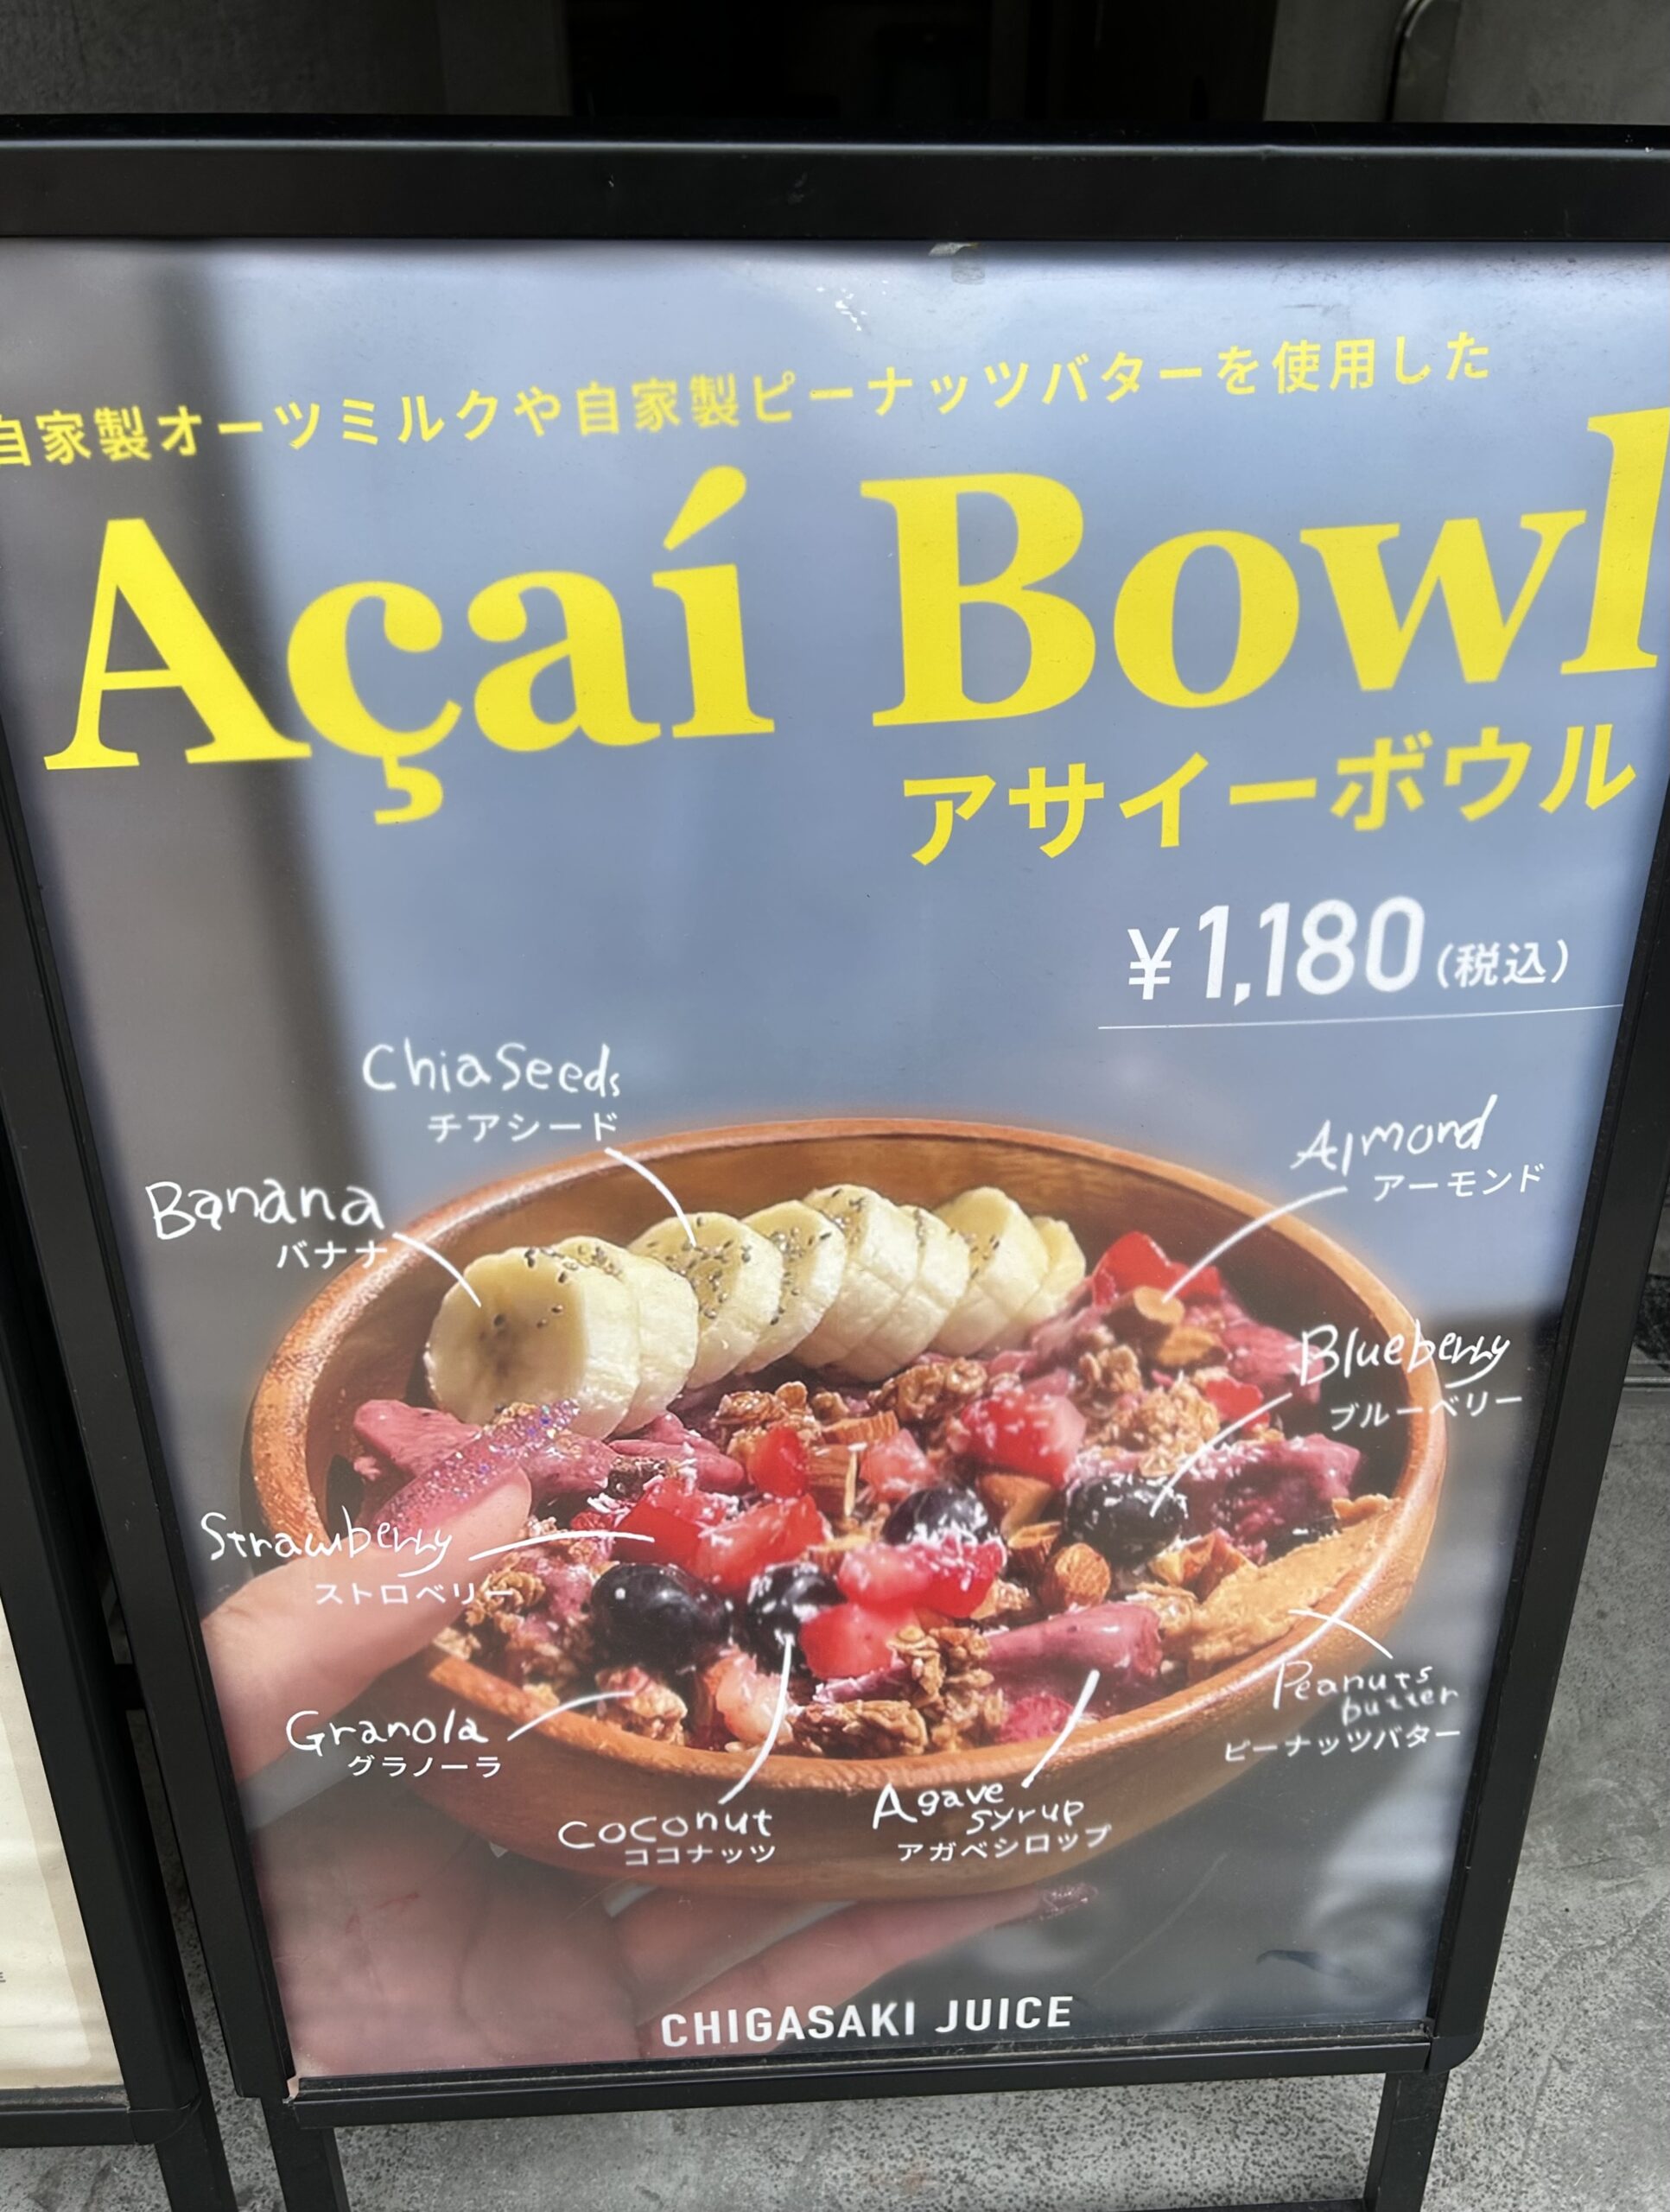 自家製オーツミルクや自家製ピーナッツバターを使用した
Açaí Bowl
アサイーボウル
¥1,180(税込)
ChiaSeeds
チアシード
Almond
アーモンド
Banana
バナナ
Blueberry
ブルーベリー
Strawberry
ストロベリー
Peanuts
butter
ピーナッツバター
Granola
グラノーラ
Coconut
ココナッツ
Agave
syrup
アガベシロップ
CHIGASAKI JUICE